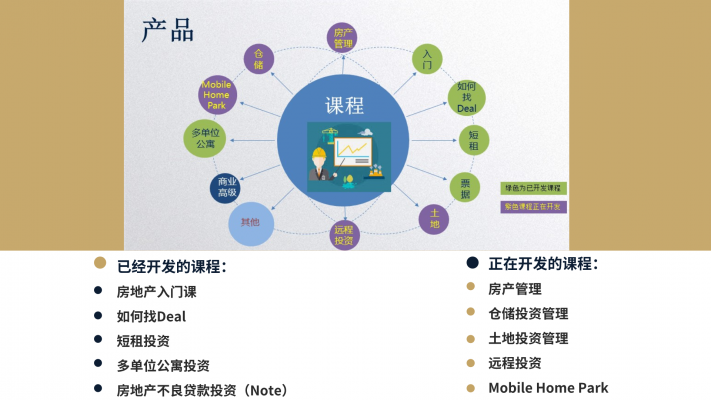 产品
房产
管理
仓
储
入
门
Mobile
Home
Park
如何
找
Deal
课程
多单位
公寓
短
租
商业
高级
票
据
绿色为已开发课程
紫色课程正在开发
其他
土
地
远程
投资
已经开发的课程：
房地产入门课
如何找Deal
短租投资
多单位公寓投资
房地产不良贷款投资（Note）
正在开发的课程：
房产管理
仓储投资管理
土地投资管理
远程投资
Mobile Home Park